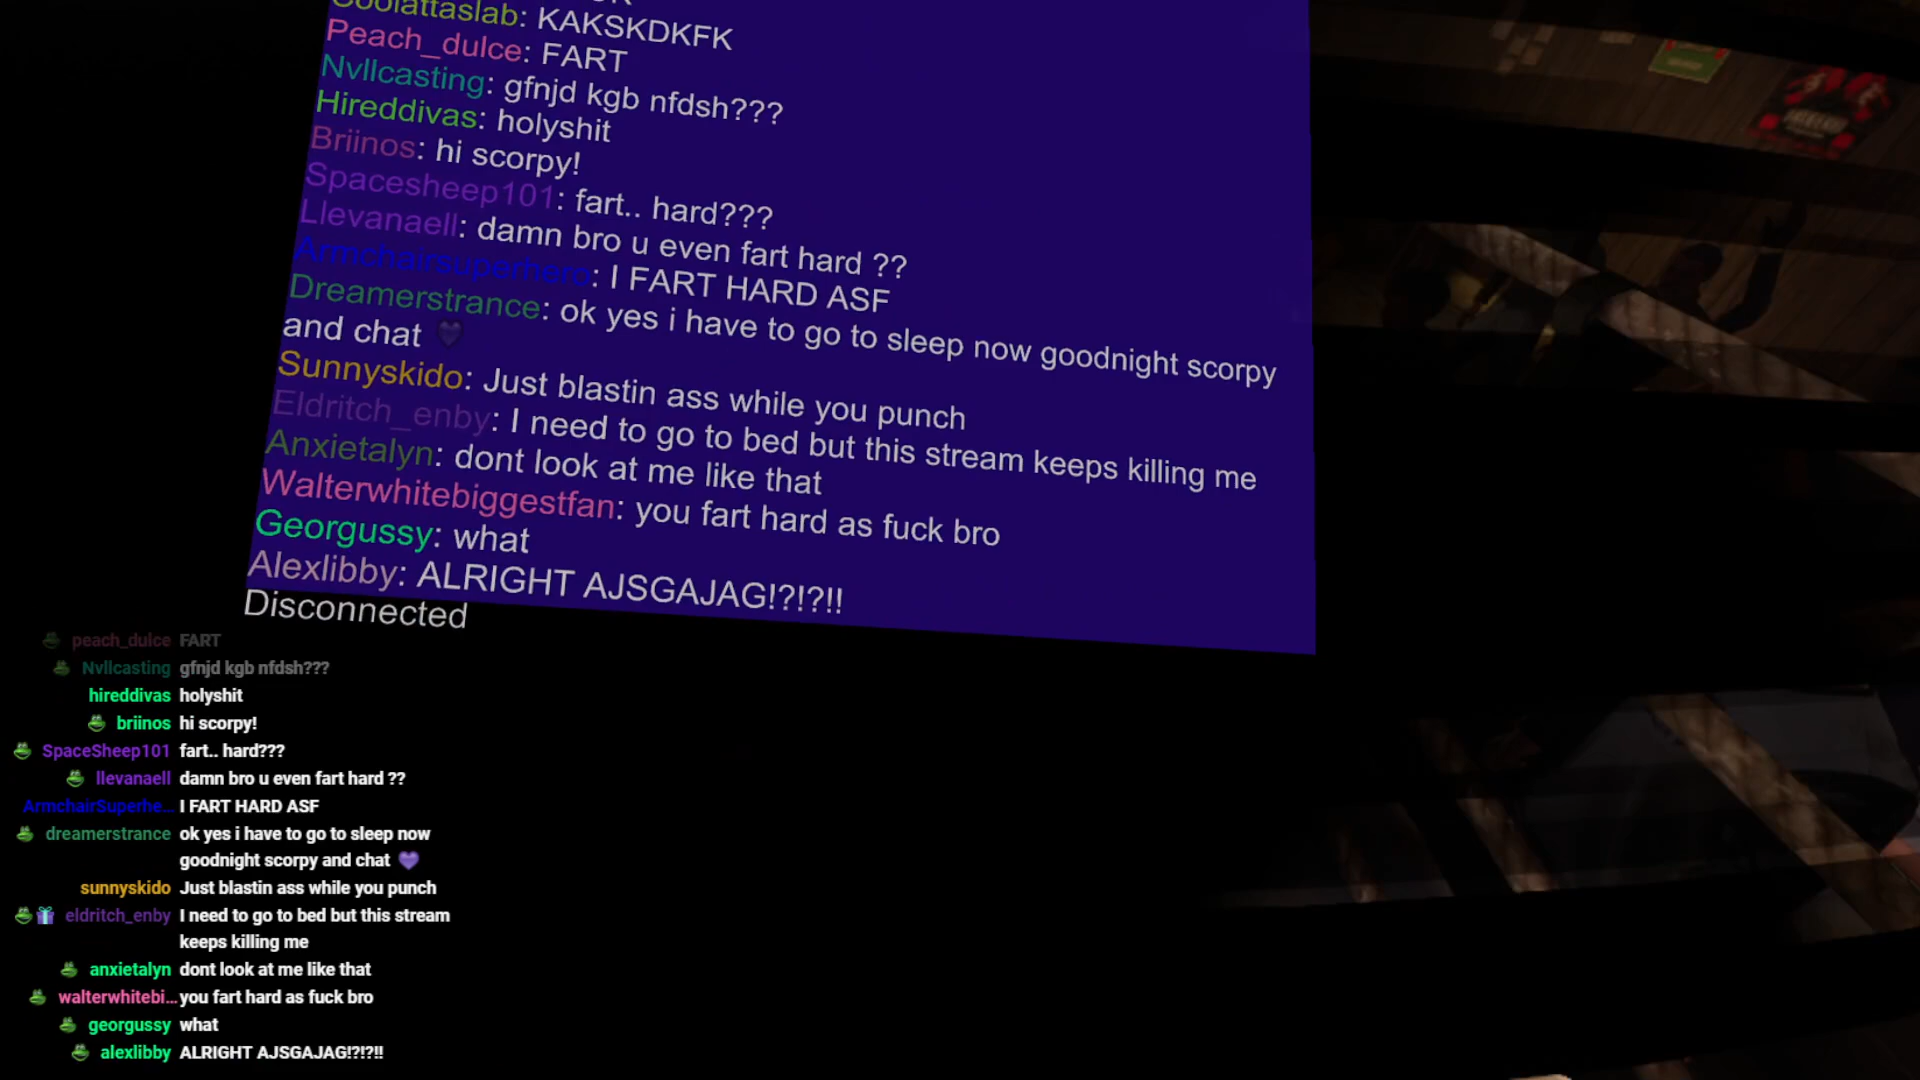 Coolattaslab: KAKSKDKFK
Peach_dulce: FART
Nvllcasting: gfnjd kgb nfdsh???
Hireddivas: holyshit
Briinos: hi scorpy!
Spacesheep101: fart.. hard???
Llevanaell: damn bro u even fart hard ??
Armchairsuperhero: I FART HARD ASF
Dreamerstrance: ok yes i have to go to sleep now goodnight scorpy
and chat 💜
Sunnyskido: Just blastin ass while you punch
Eldritch_enby: I need to go to bed but this stream keeps killing me
Anxietalyn: dont look at me like that
Walterwhitebiggestfan: you fart hard as fuck bro
Georgussy: what
Alexlibby: ALRIGHT AJSGAJAG!?!?!!
Disconnected
peach_dulce FART
Nvllcasting gfnjd kgb nfdsh???
hireddivas holyshit
briinos hi scorpy!
SpaceSheep101 fart.. hard???
llevanaell damn bro u even fart hard ??
ArmchairSuperhe... I FART HARD ASF
dreamerstrance ok yes i have to go to sleep now
goodnight scorpy and chat 💜
sunnyskido Just blastin ass while you punch
eldritch_enby I need to go to bed but this stream
keeps killing me
anxietalyn dont look at me like that
walterwhitebi... you fart hard as fuck bro
georgussy what
alexlibby ALRIGHT AJSGAJAG!?!?!!